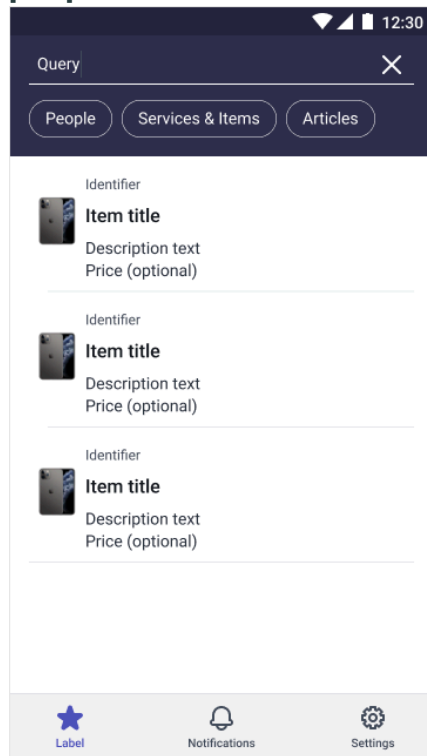 12:30
Query
People
Services & Items
Articles
Identifier
Item title
Description text
Price (optional)
Identifier
Item title
Description text
Price (optional)
Identifier
Item title
Description text
Price (optional)
Label
Notifications
Settings